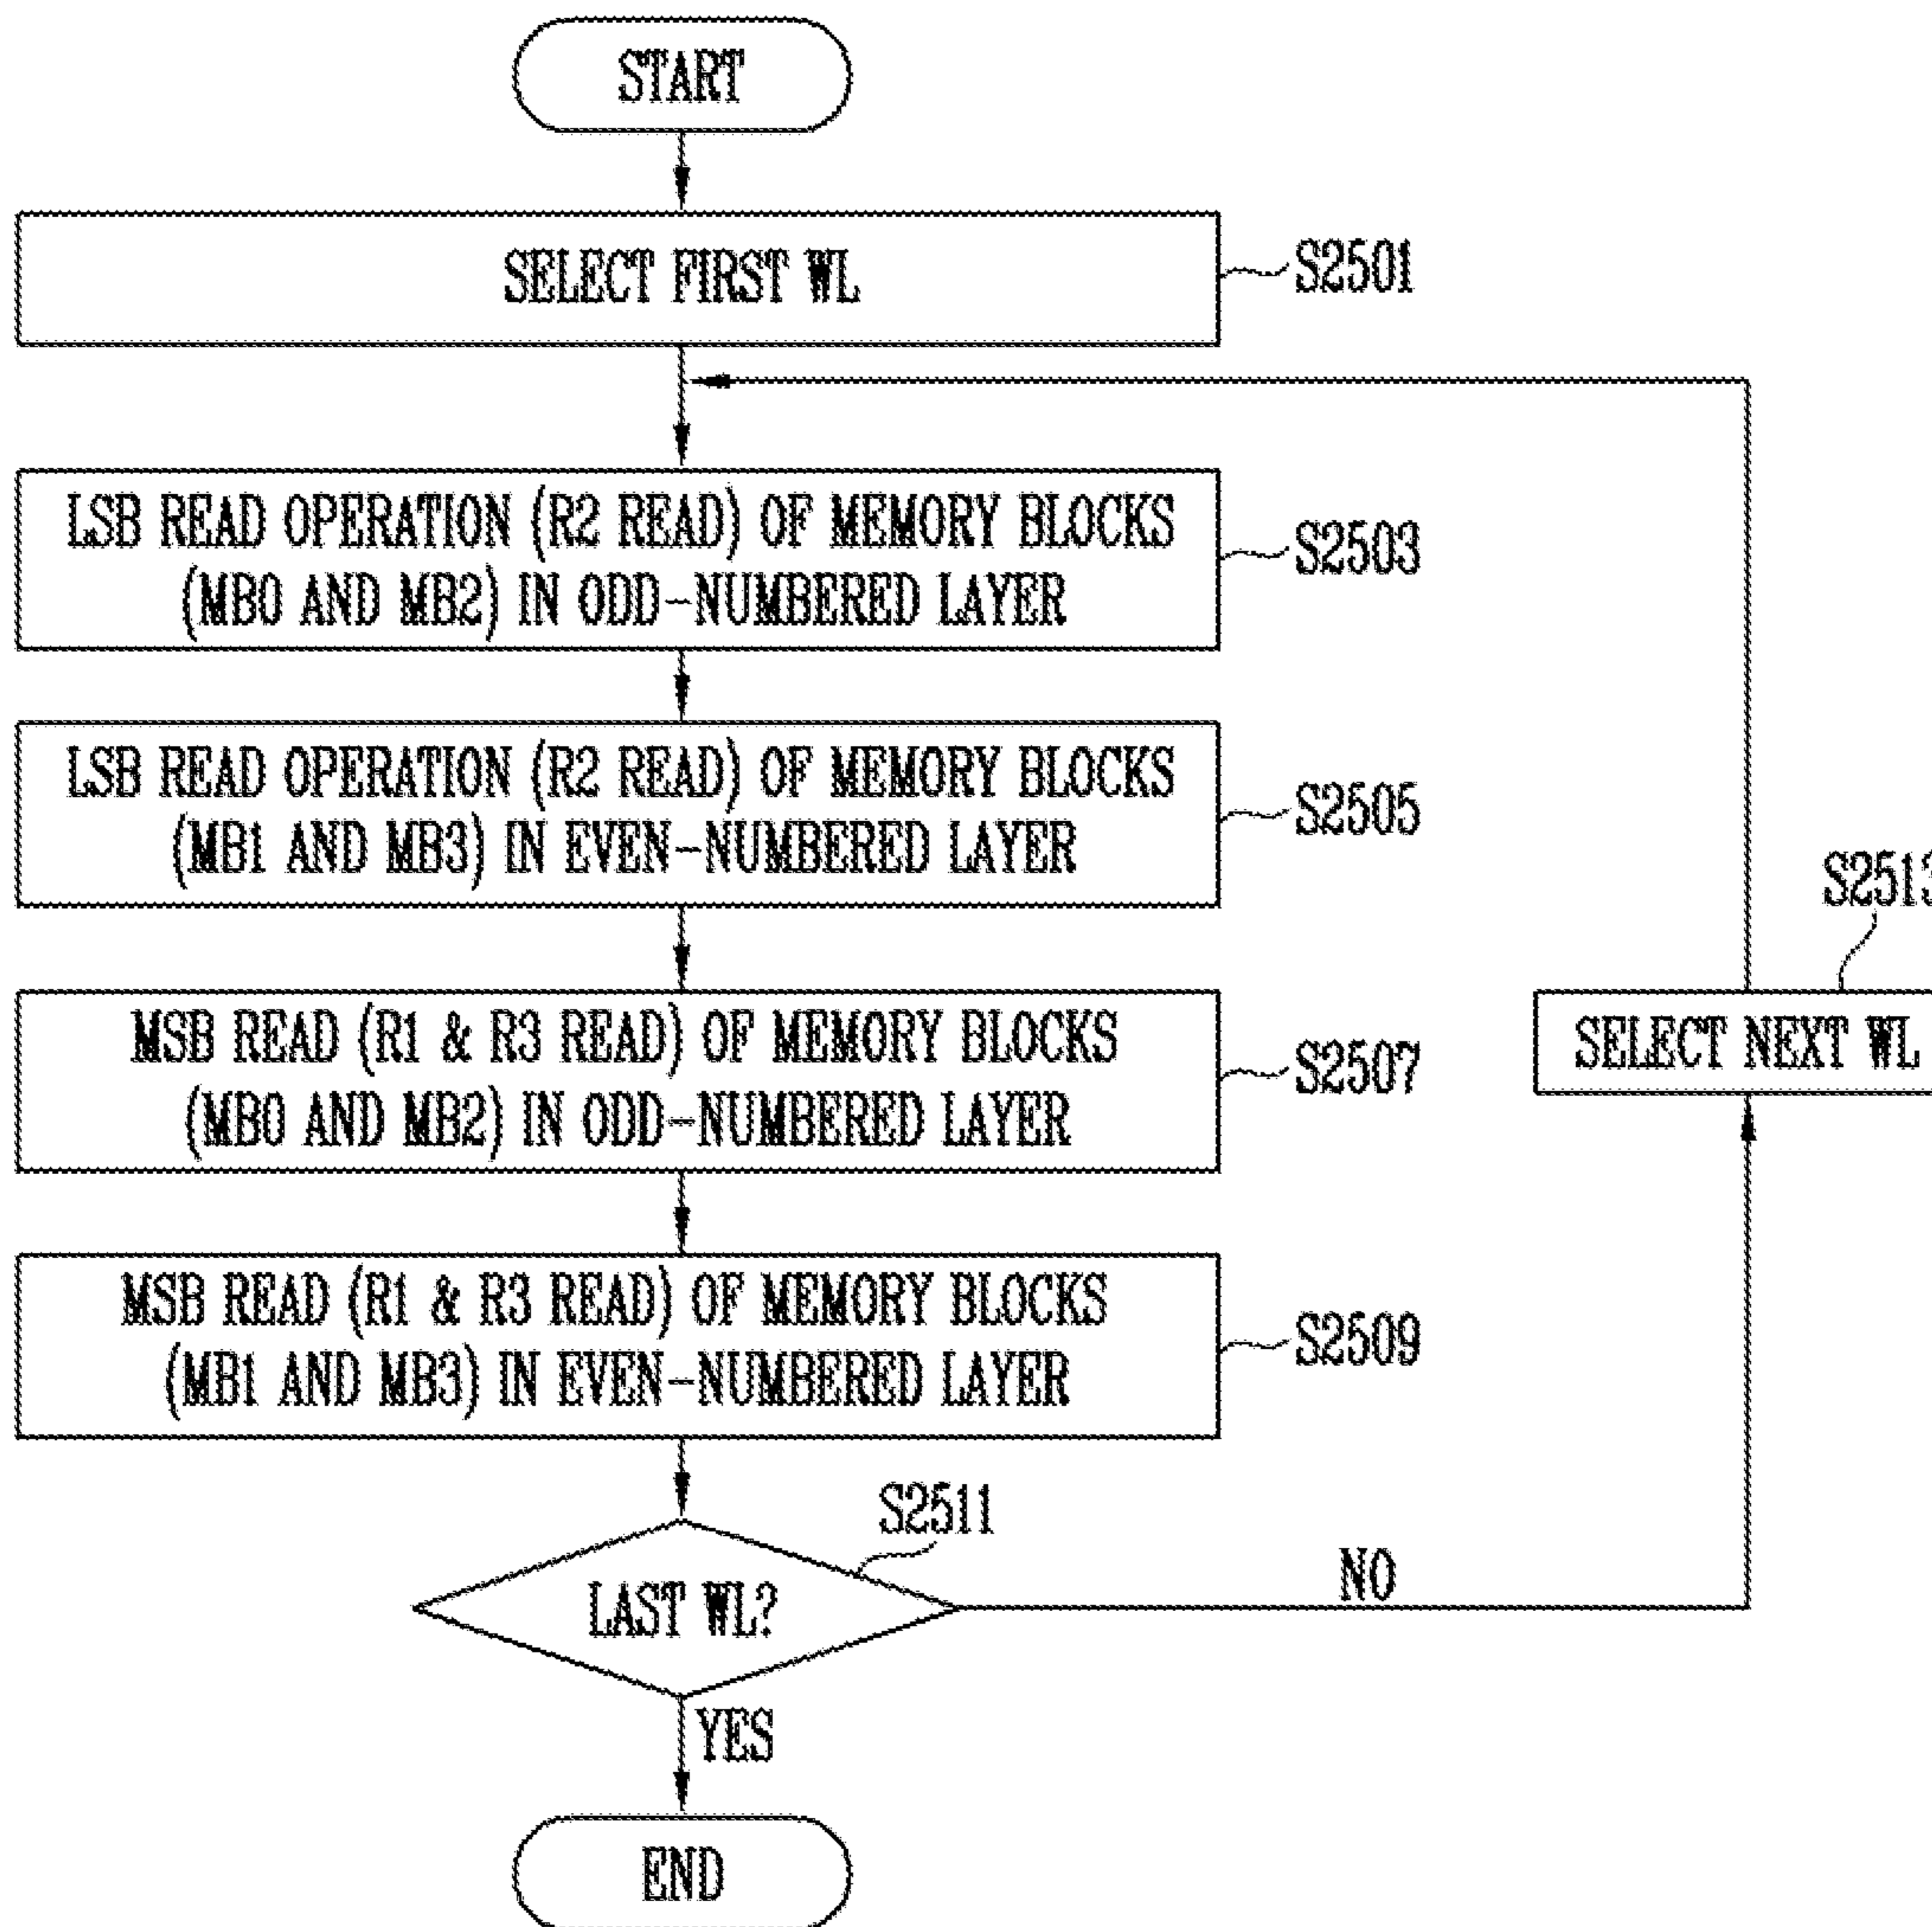 START
SELECT FIRST WL
S2501
LSB READ OPERATION (R2 READ) OF MEMORY BLOCKS
(MB0 AND MB2) IN ODD-NUMBERED LAYER
S2503
LSB READ OPERATION (R2 READ) OF MEMORY BLOCKS
(MB1 AND MB3) IN EVEN-NUMBERED LAYER
S2505
S2513
MSB READ (R1 & R3 READ) OF MEMORY BLOCKS
(MB0 AND MB2) IN ODD-NUMBERED LAYER
S2507
SELECT NEXT WL
MSB READ (R1 & R3 READ) OF MEMORY BLOCKS
(MB1 AND MB3) IN EVEN-NUMBERED LAYER
S2509
S2511
LAST WL?
NO
YES
END